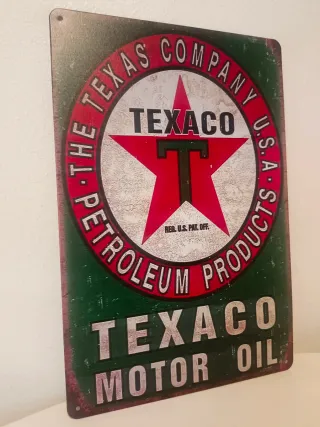 · THE TEXAS COMPANY U.S.A ·
TEXACO
T
REG. U.S. PAT. OFF.
PETROLEUM PRODUCTS
TEXACO
MOTOR OIL